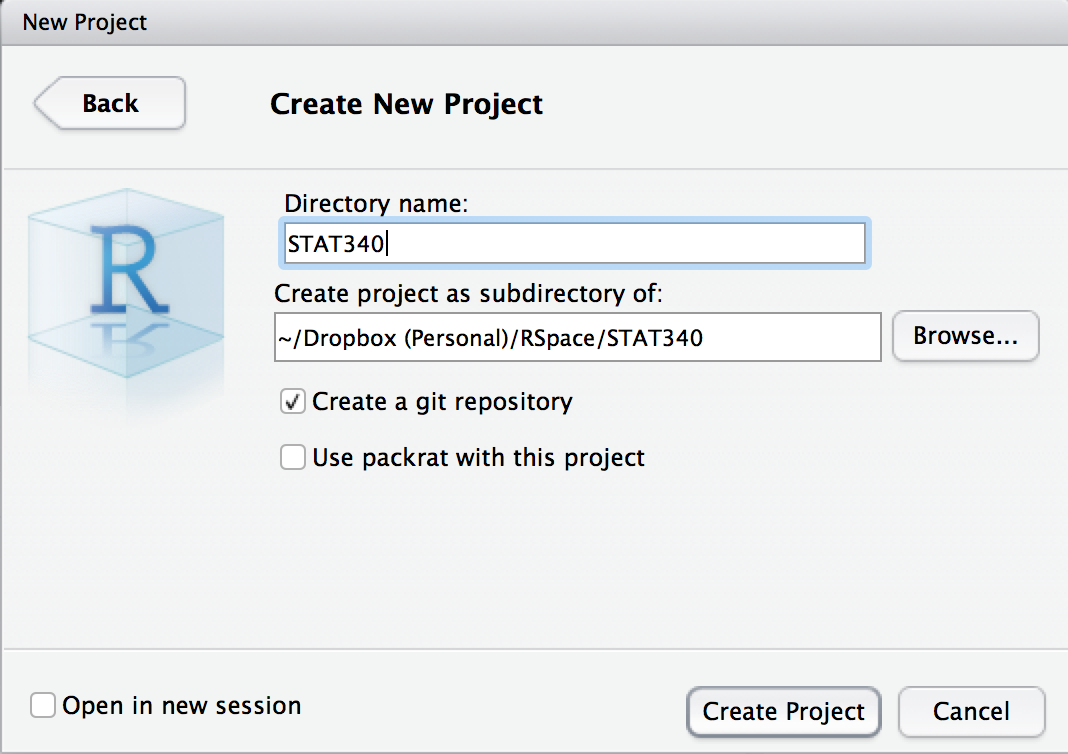 New Project
Back
Create New Project
R
Directory name:
STAT340
Create project as subdirectory of:
~/Dropbox (Personal)/RSpace/STAT340
Browse...
Create a git repository
Use packrat with this project
Open in new session
Create Project
Cancel